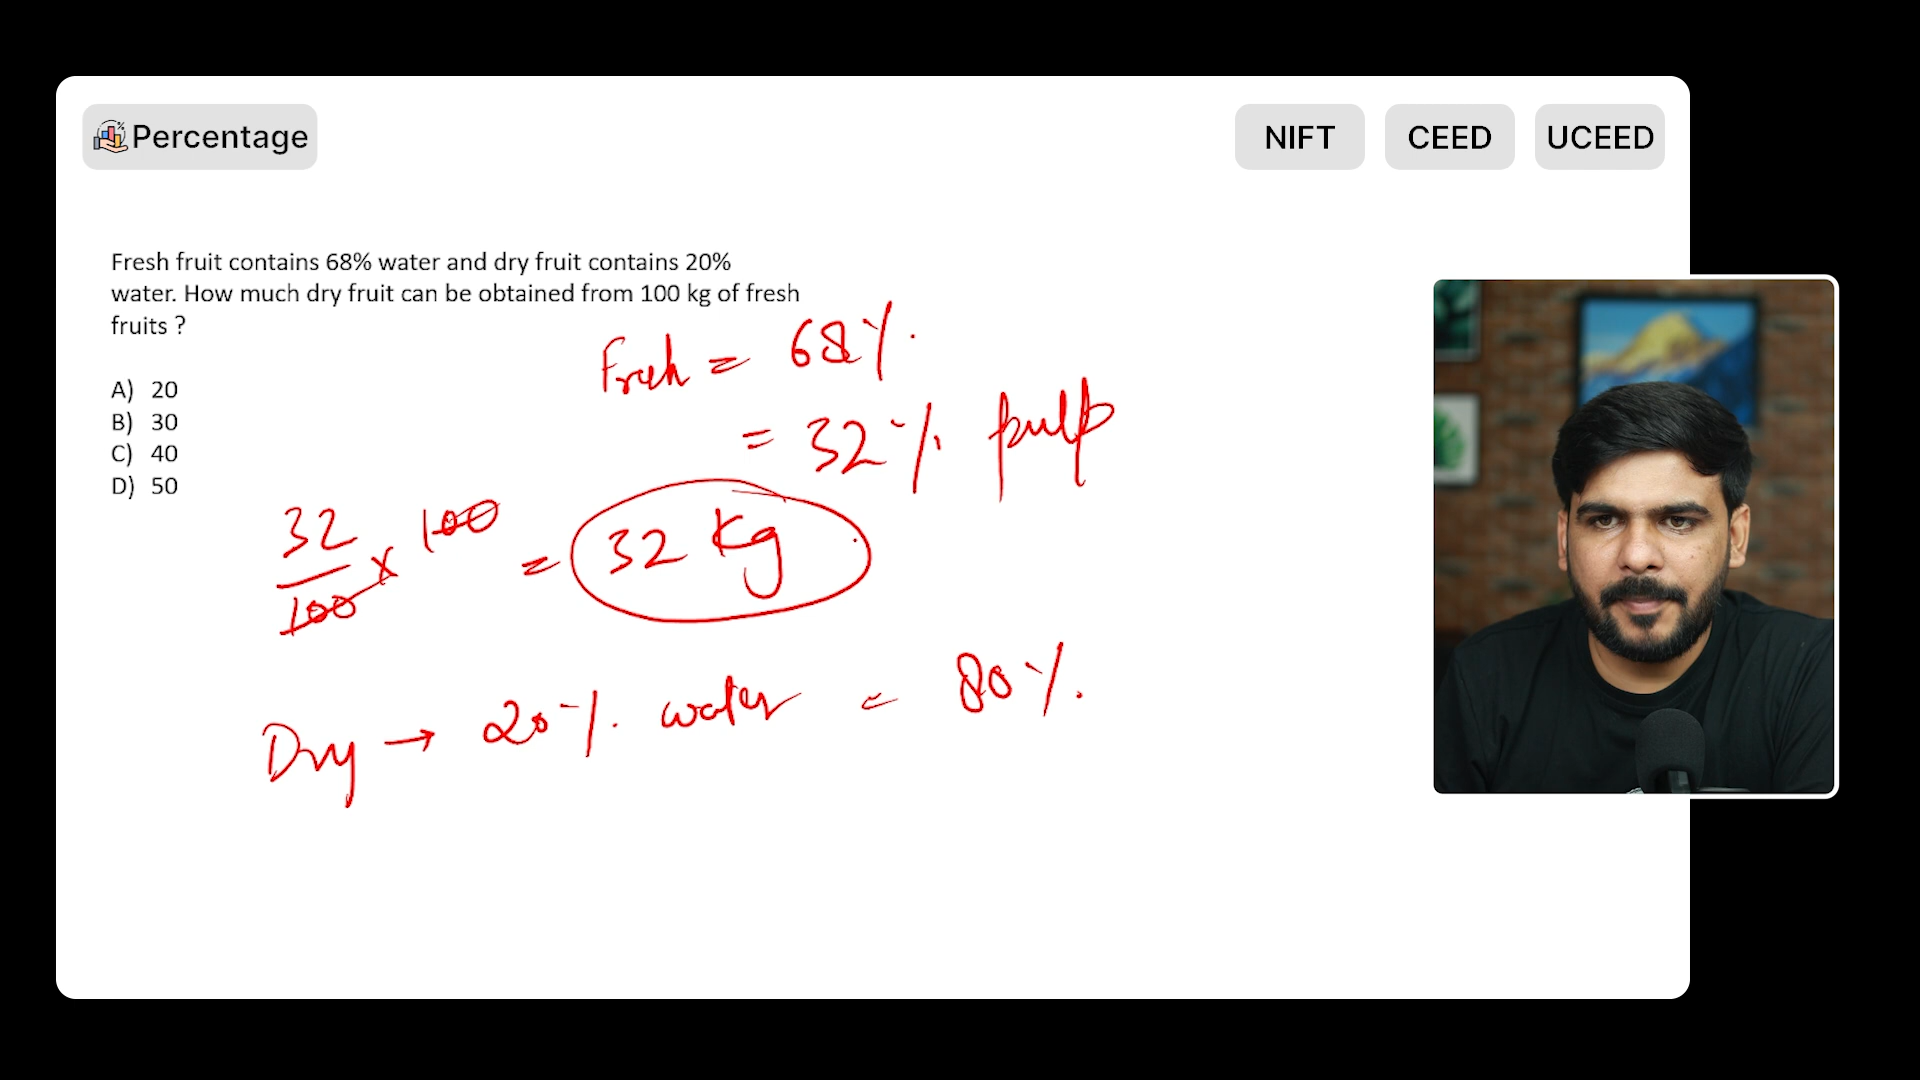 Percentage
NIFT
CEED
UCEED
Fresh fruit contains 68% water and dry fruit contains 20%
water. How much dry fruit can be obtained from 100 kg of fresh
fruits ?
A) 20
B) 30
C) 40
D) 50
Fresh = 68%.
= 32% pulp
32/100 x 100 = 32 Kg
Dry → 20%. water = 80%.